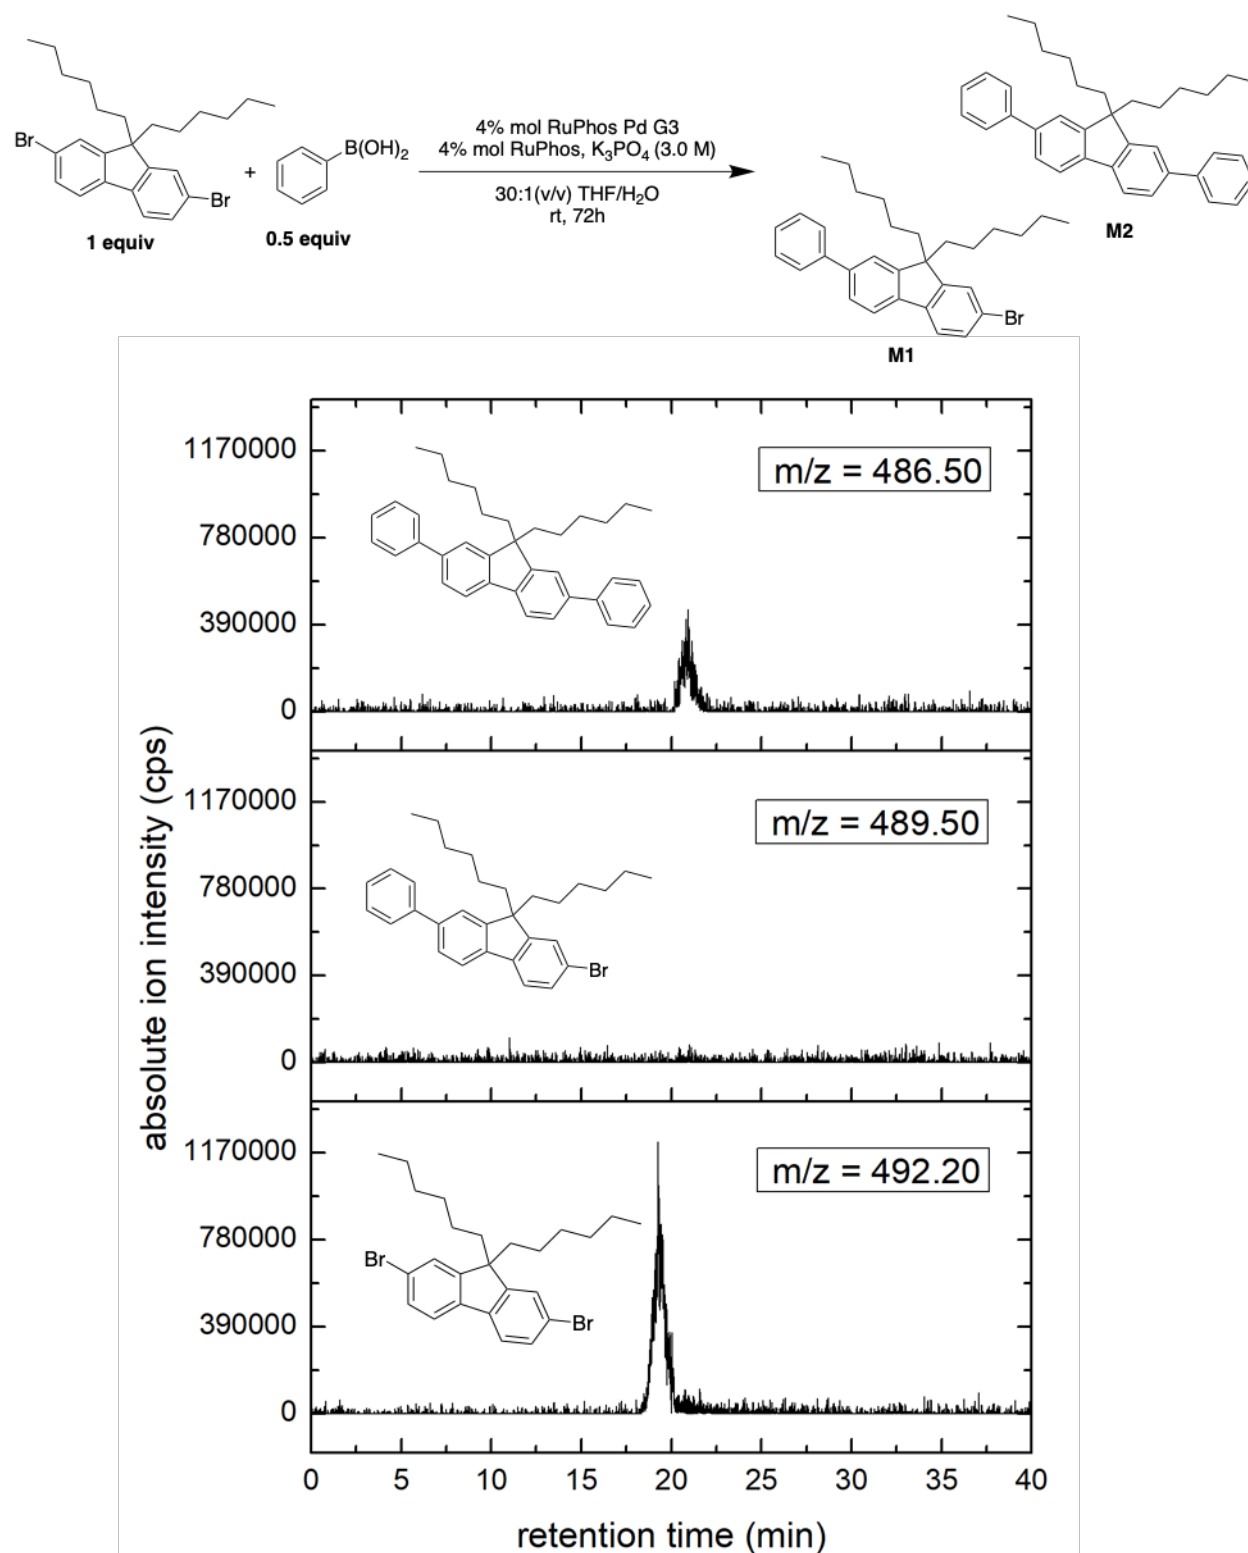 Br
Br
1 equiv
+
B(OH)₂
0.5 equiv
4% mol RuPhos Pd G3
4% mol RuPhos, K₃PO₄ (3.0 M)
30:1(v/v) THF/H₂O
rt, 72h
M2
Br
M1
absolute ion intensity (cps)
1170000
780000
390000
0
m/z = 486.50
1170000
780000
390000
0
m/z = 489.50
Br
1170000
780000
390000
0
m/z = 492.20
Br
Br
0 5 10 15 20 25 30 35 40
retention time (min)